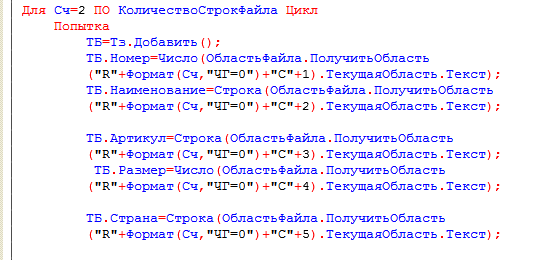 Для Сч=2 ПО КоличествоСтрокФайла Цикл
Попытка
ТБ=Тз.Добавить();
ТБ.Номер=Число(ОбластьФайла.ПолучитьОбласть
("R"+Формат(Сч,"ЧГ=0")+"C"+1).ТекущаяОбласть.Текст);
ТБ.Наименование=Строка(ОбластьФайла.ПолучитьОбласть
("R"+Формат(Сч,"ЧГ=0")+"C"+2).ТекущаяОбласть.Текст);
ТБ.Артикул=Строка(ОбластьФайла.ПолучитьОбласть
("R"+Формат(Сч,"ЧГ=0")+"C"+3).ТекущаяОбласть.Текст);
ТБ.Размер=Число(ОбластьФайла.ПолучитьОбласть
("R"+Формат(Сч,"ЧГ=0")+"C"+4).ТекущаяОбласть.Текст);
ТБ.Страна=Строка(ОбластьФайла.ПолучитьОбласть
("R"+Формат(Сч,"ЧГ=0")+"C"+5).ТекущаяОбласть.Текст);